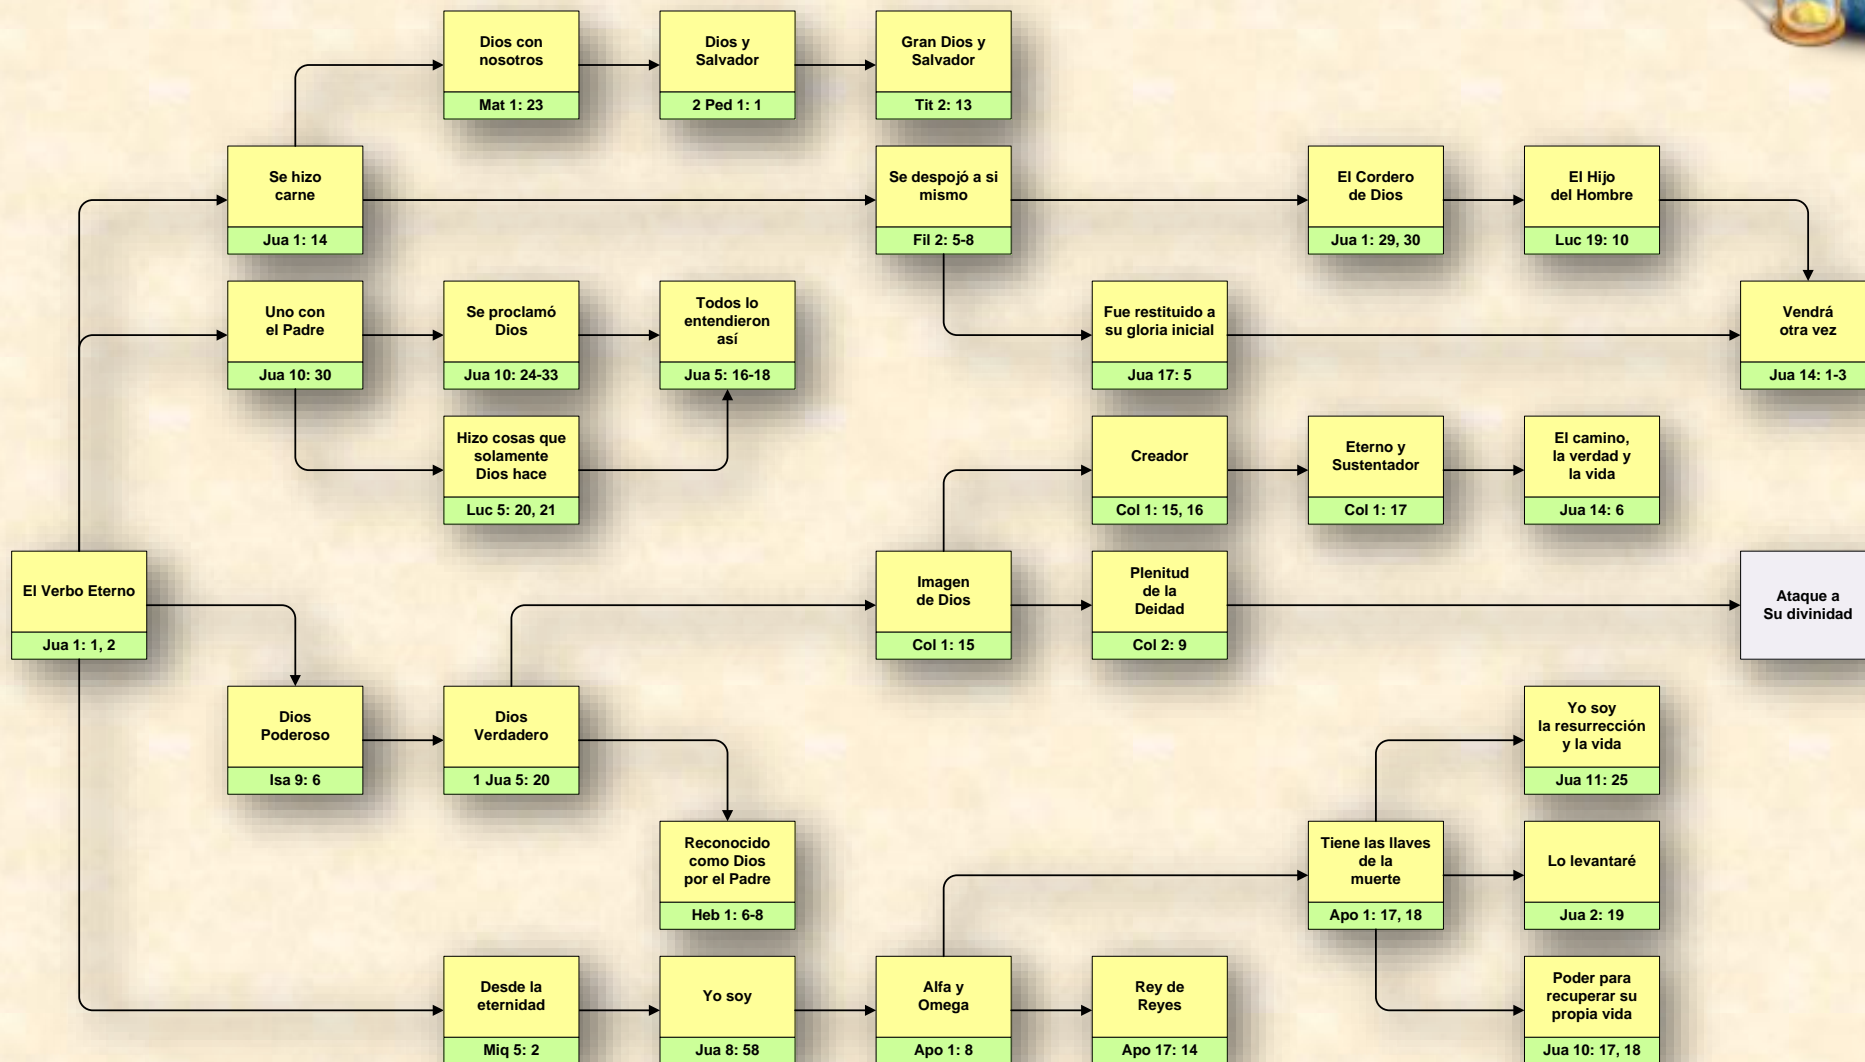 Dios con
nosotros
Mat 1: 23
Dios y
Salvador
2 Ped 1: 1
Gran Dios y
Salvador
Tit 2: 13
Se hizo
carne
Jua 1: 14
Se despojó a si
mismo
Fil 2: 5-8
El Cordero
de Dios
Jua 1: 29, 30
El Hijo
del Hombre
Luc 19: 10
Uno con
el Padre
Jua 10: 30
Se proclamó
Dios
Jua 10: 24-33
Todos lo
entendieron
así
Jua 5: 16-18
Fue restituido a
su gloria inicial
Jua 17: 5
Vendrá
otra vez
Jua 14: 1-3
Hizo cosas que
solamente
Dios hace
Luc 5: 20, 21
Creador
Col 1: 15, 16
Eterno y
Sustentador
Col 1: 17
El camino,
la verdad y
la vida
Jua 14: 6
El Verbo Eterno
Jua 1: 1, 2
Imagen
de Dios
Col 1: 15
Plenitud
de la
Deidad
Col 2: 9
Ataque a
Su divinidad
Dios
Poderoso
Isa 9: 6
Dios
Verdadero
1 Jua 5: 20
Yo soy
la resurrección
y la vida
Jua 11: 25
Reconocido
como Dios
por el Padre
Heb 1: 6-8
Tiene las llaves
de la
muerte
Apo 1: 17, 18
Lo levantaré
Jua 2: 19
Desde la
eternidad
Miq 5: 2
Yo soy
Jua 8: 58
Alfa y
Omega
Apo 1: 8
Rey de
Reyes
Apo 17: 14
Poder para
recuperar su
propia vida
Jua 10: 17, 18